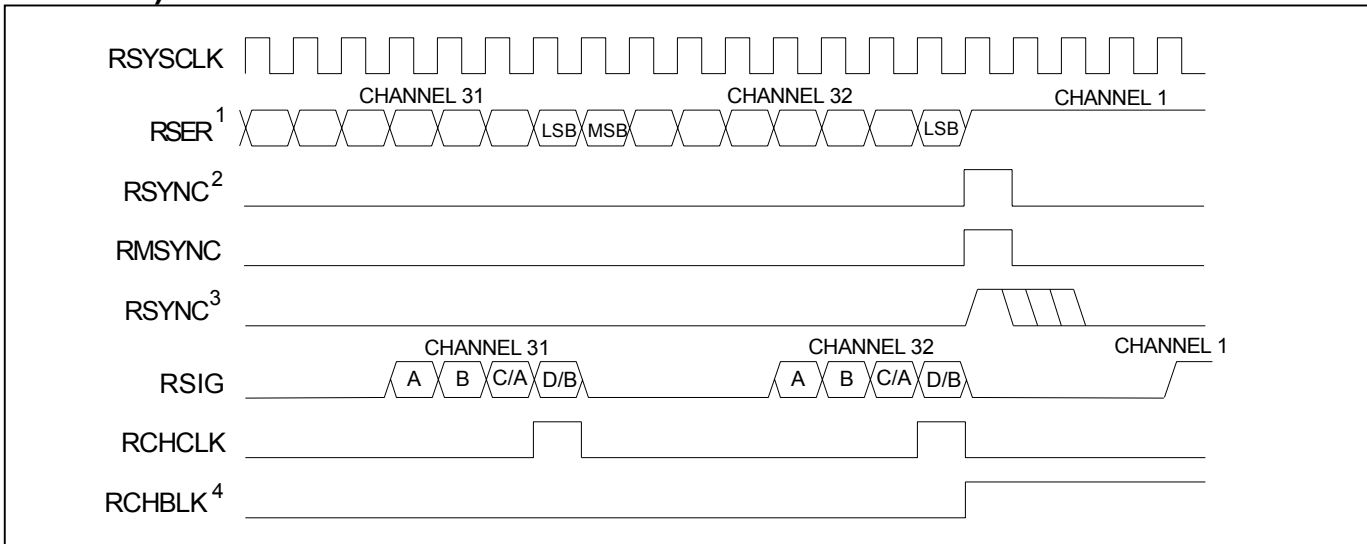 RSYSCLK
CHANNEL 31 CHANNEL 32 CHANNEL 1
RSER1 LSB MSB LSB
RSYNC2
RMSYNC
RSYNC3
CHANNEL 31 CHANNEL 32 CHANNEL 1
RSIG A B C/A D/B A B C/A D/B
RCHCLK
RCHBLK4